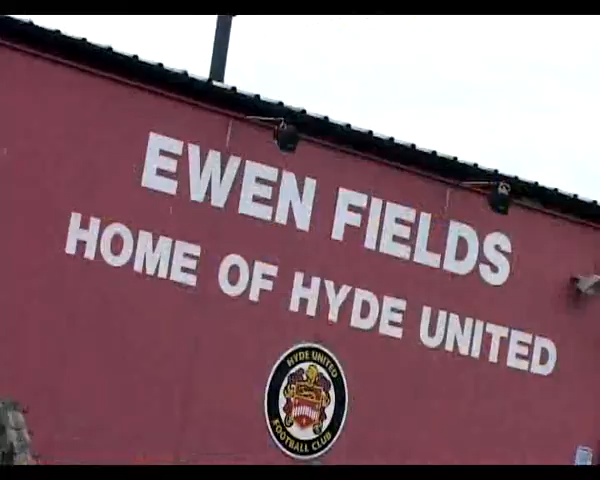 EWEN FIELDS
HOME OF HYDE UNITED
HYDE UNITED
FOOTBALL CLUB